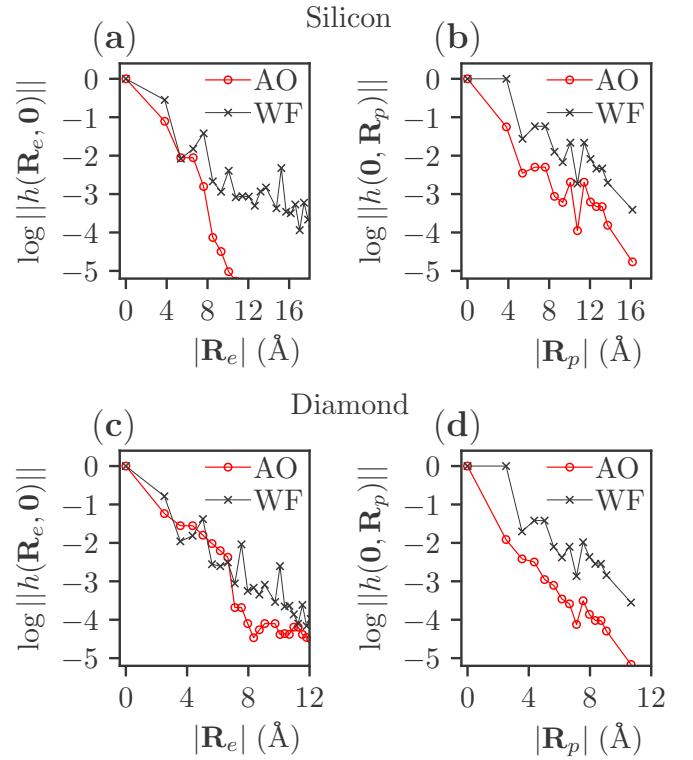 Silicon
(a)
(b)
log ||h(R_e, 0)||
0
−1
−2
−3
−4
−5
AO
WF
0 4 8 12 16
|R_e| (Å)
log ||h(0, R_p)||
0
−1
−2
−3
−4
−5
AO
WF
0 4 8 12 16
|R_p| (Å)
Diamond
(c)
(d)
log ||h(R_e, 0)||
0
−1
−2
−3
−4
−5
AO
WF
0 4 8 12
|R_e| (Å)
log ||h(0, R_p)||
0
−1
−2
−3
−4
−5
AO
WF
0 4 8 12
|R_p| (Å)